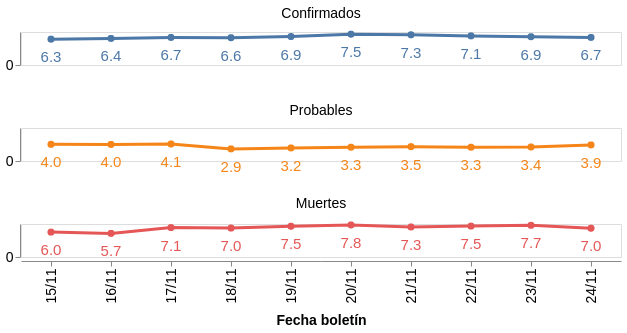 Confirmados
0
6.3 6.4 6.7 6.6 6.9 7.5 7.3 7.1 6.9 6.7
Probables
0
4.0 4.0 4.1 2.9 3.2 3.3 3.5 3.3 3.4 3.9
Muertes
0
6.0 5.7 7.1 7.0 7.5 7.8 7.3 7.5 7.7 7.0
15/11 16/11 17/11 18/11 19/11 20/11 21/11 22/11 23/11 24/11
Fecha boletín